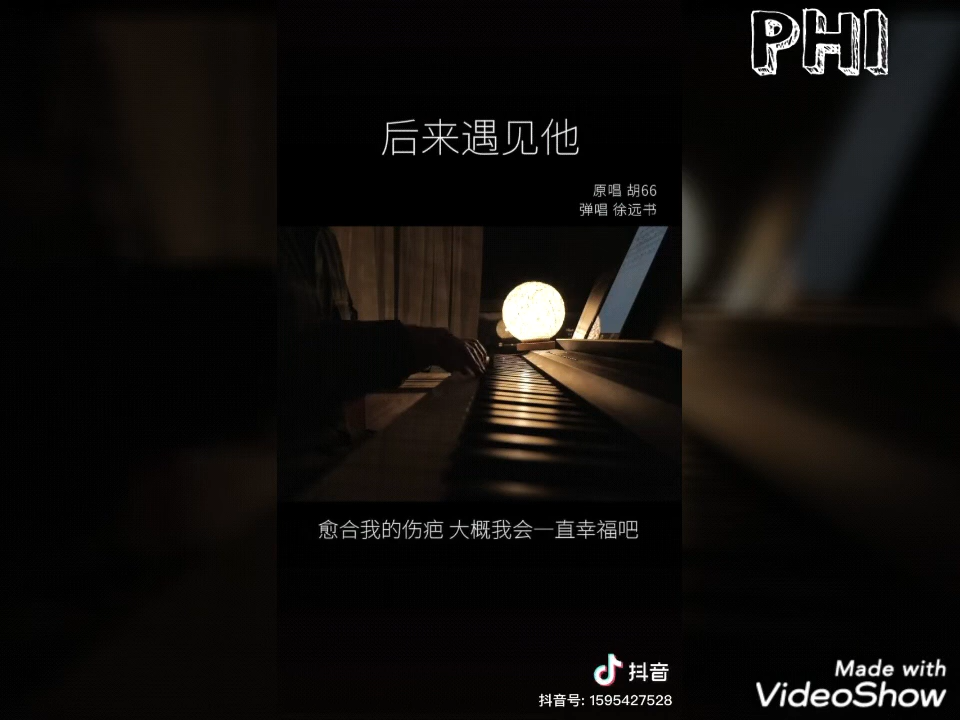 PHI
后来遇见他
原唱 胡66
弹唱 徐远书
愈合我的伤疤 大概我会一直幸福吧
抖音
抖音号: 1595427528
Made with
VideoShow